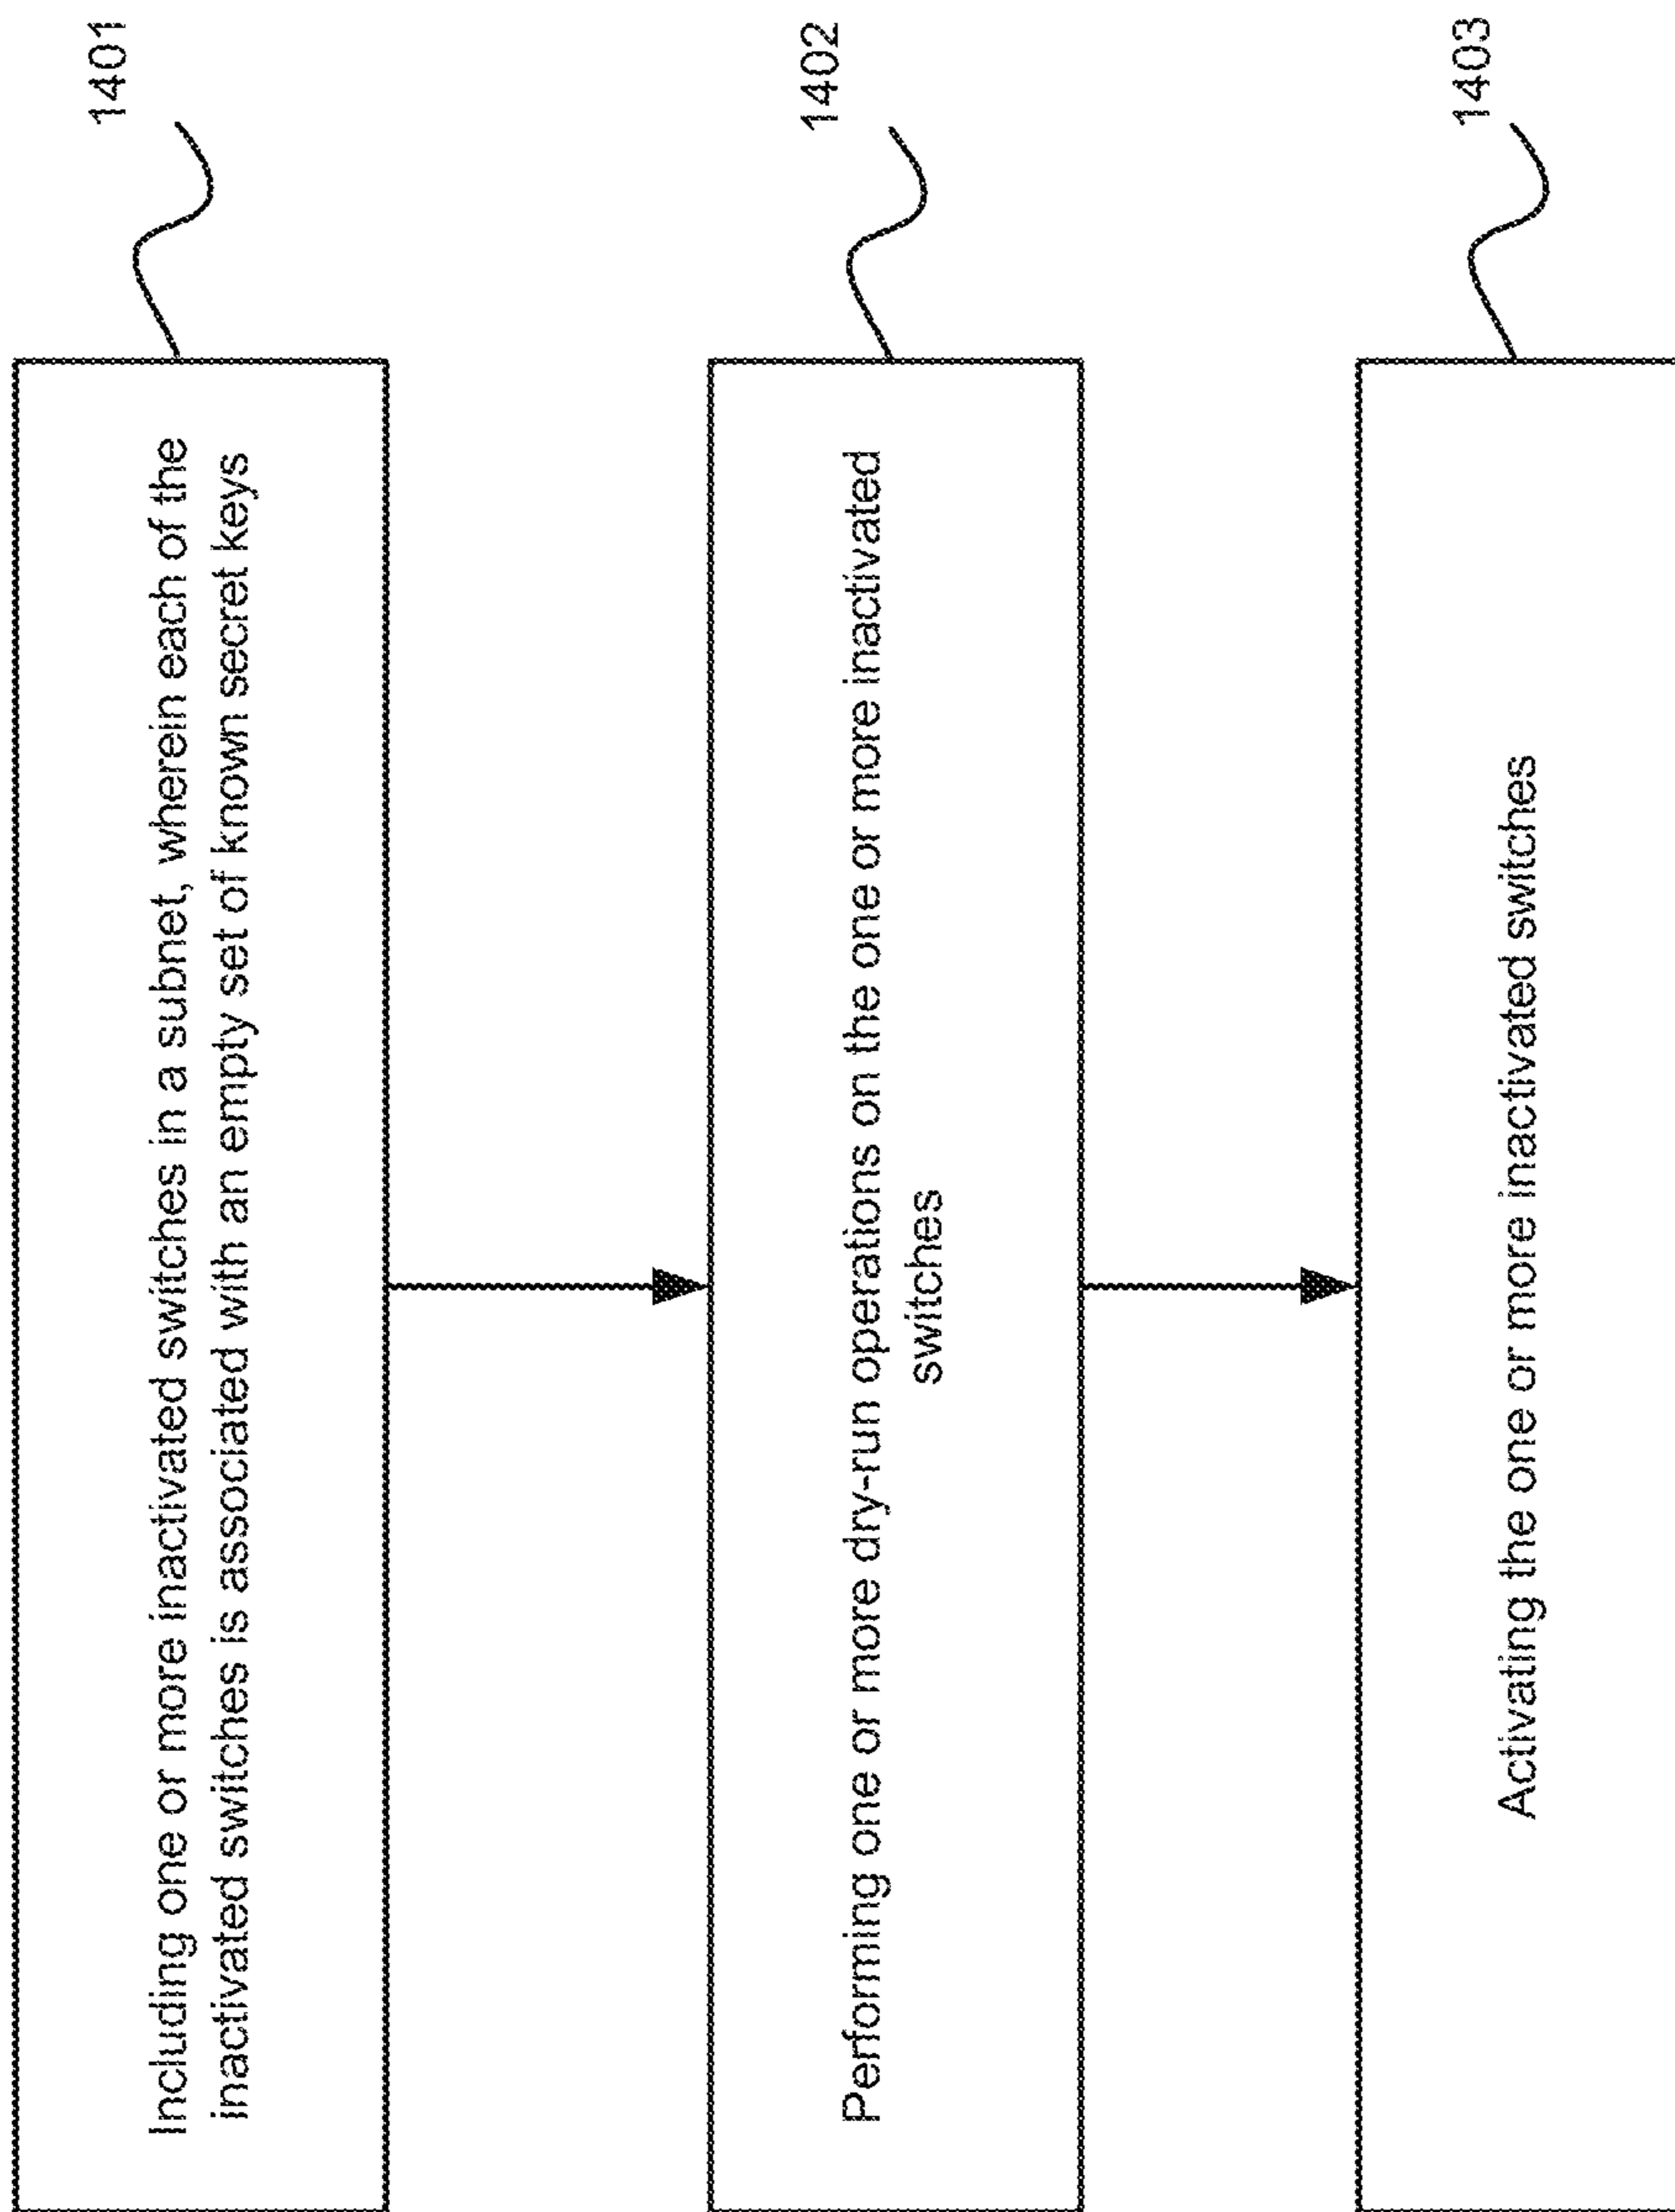 1401
Including one or more inactivated switches in a subnet, wherein each of the
inactivated switches is associated with an empty set of known secret keys
1402
Performing one or more dry-run operations on the one or more inactivated
switches
1403
Activating the one or more inactivated switches